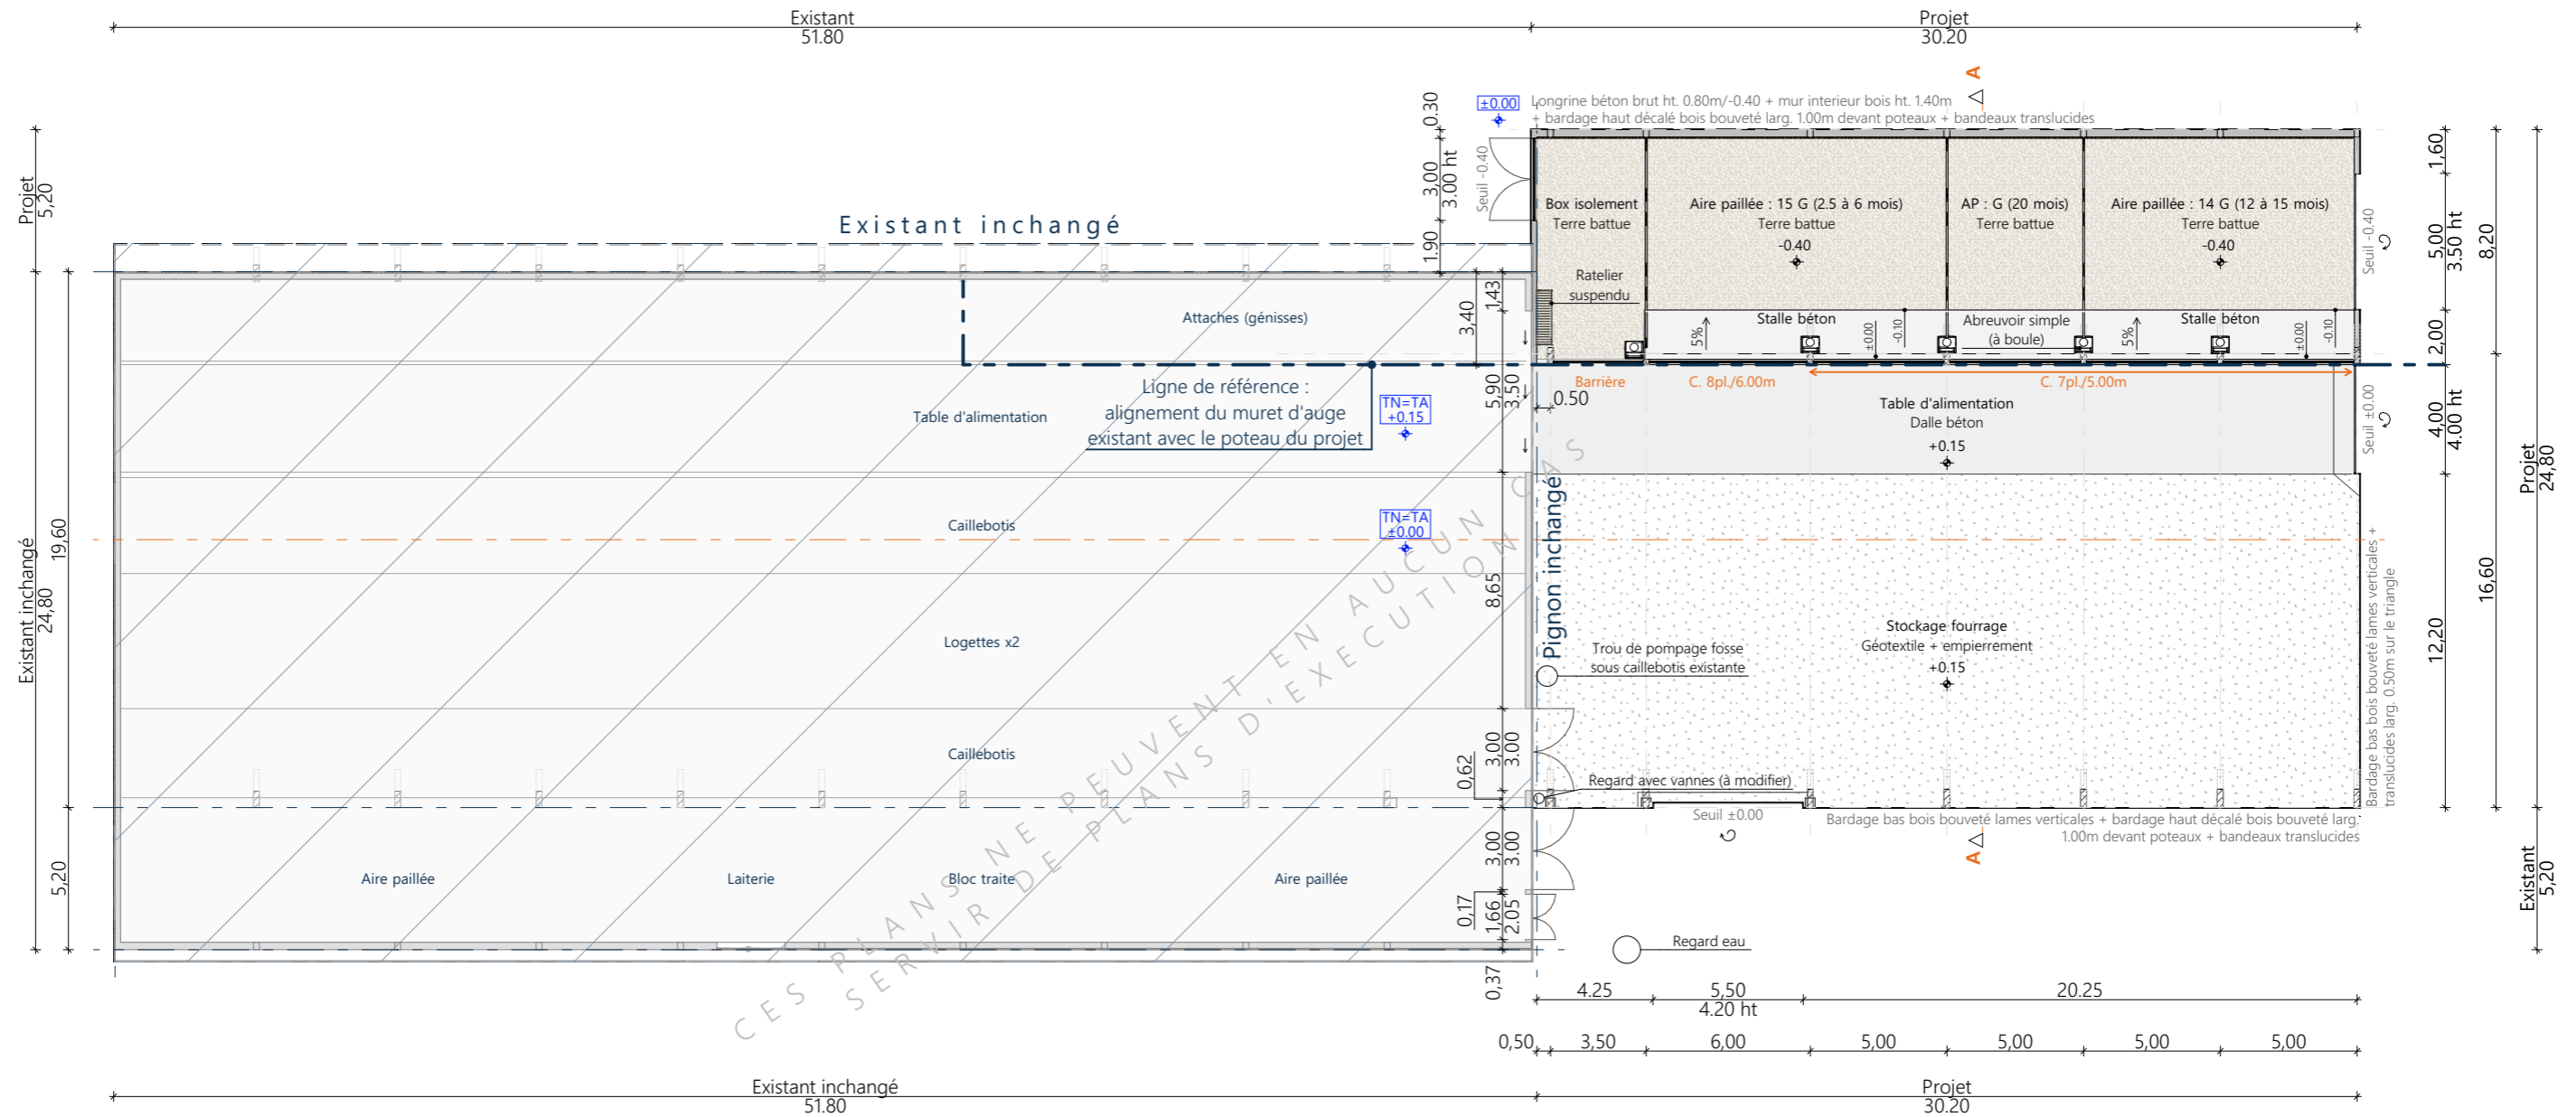 Existant
51.80
Projet
30.20
A
±0.00
Longrine béton brut ht. 0.80m/-0.40 + mur interieur bois ht. 1.40m
+ bardage haut décalé bois bouveté larg. 1.00m devant poteaux + bandeaux translucides
0.30
3,00
3.00 ht
1.90
Seuil -0.40
Projet
5,20
Existant inchangé
24,80
19,60
5,20
Existant inchangé
Box isolement
Terre battue
Aire paillée : 15 G (2.5 à 6 mois)
Terre battue
-0.40
AP : G (20 mois)
Terre battue
Aire paillée : 14 G (12 à 15 mois)
Terre battue
-0.40
Ratelier
suspendu
5%
Stalle béton
±0.00
-0.10
Abreuvoir simple
(à boule)
5%
Stalle béton
±0.00
-0.10
Seuil -0.40
1,60
5,00
3.50 ht
2,00
4,00
4.00 ht
12,20
8,20
16,60
Projet
24,80
Existant
5,20
Attaches (génisses)
3,40
1,43
5,90
3.50
Barrière
C. 8pl./6.00m
C. 7pl./5.00m
0.50
Ligne de référence :
alignement du muret d'auge
existant avec le poteau du projet
Table d'alimentation
TN=TA
+0.15
Table d'alimentation
Dalle béton
+0.15
Seuil ±0.00
Caillebotis
TN=TA
±0.00
Pignon inchangé
8,65
Logettes x2
Stockage fourrage
Géotextile + empierrement
+0.15
Trou de pompage fosse
sous caillebotis existante
Bardage bas bois bouveté lames verticales +
translucides larg. 0.50m sur le triangle
Caillebotis
3,00
3.00
0,62
Regard avec vannes (à modifier)
Seuil ±0.00
Bardage bas bois bouveté lames verticales + bardage haut décalé bois bouveté larg.
1.00m devant poteaux + bandeaux translucides
A
3,00
3.00
0,17
1,66
2.05
0,37
Aire paillée
Laiterie
Bloc traite
Aire paillée
Regard eau
CES PLANS NE PEUVENT EN AUCUN CAS
SERVIR DE PLANS D'EXECUTION
4.25
5,50
4.20 ht
20.25
0,50
3,50
6,00
5,00
5,00
5,00
5,00
Existant inchangé
51.80
Projet
30.20